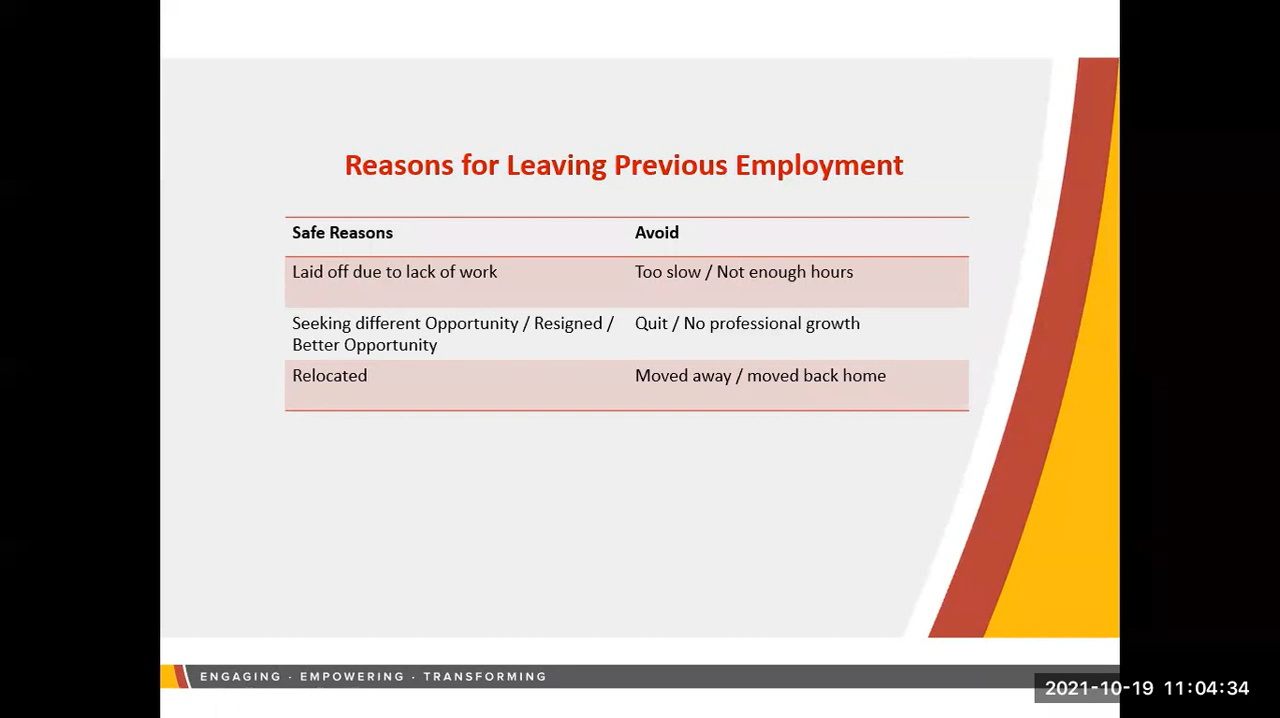 Reasons for Leaving Previous Employment
Safe Reasons
Avoid
Laid off due to lack of work
Too slow / Not enough hours
Seeking different Opportunity / Resigned /
Better Opportunity
Quit / No professional growth
Relocated
Moved away / moved back home
ENGAGING · EMPOWERING · TRANSFORMING
2021-10-19 11:04:34